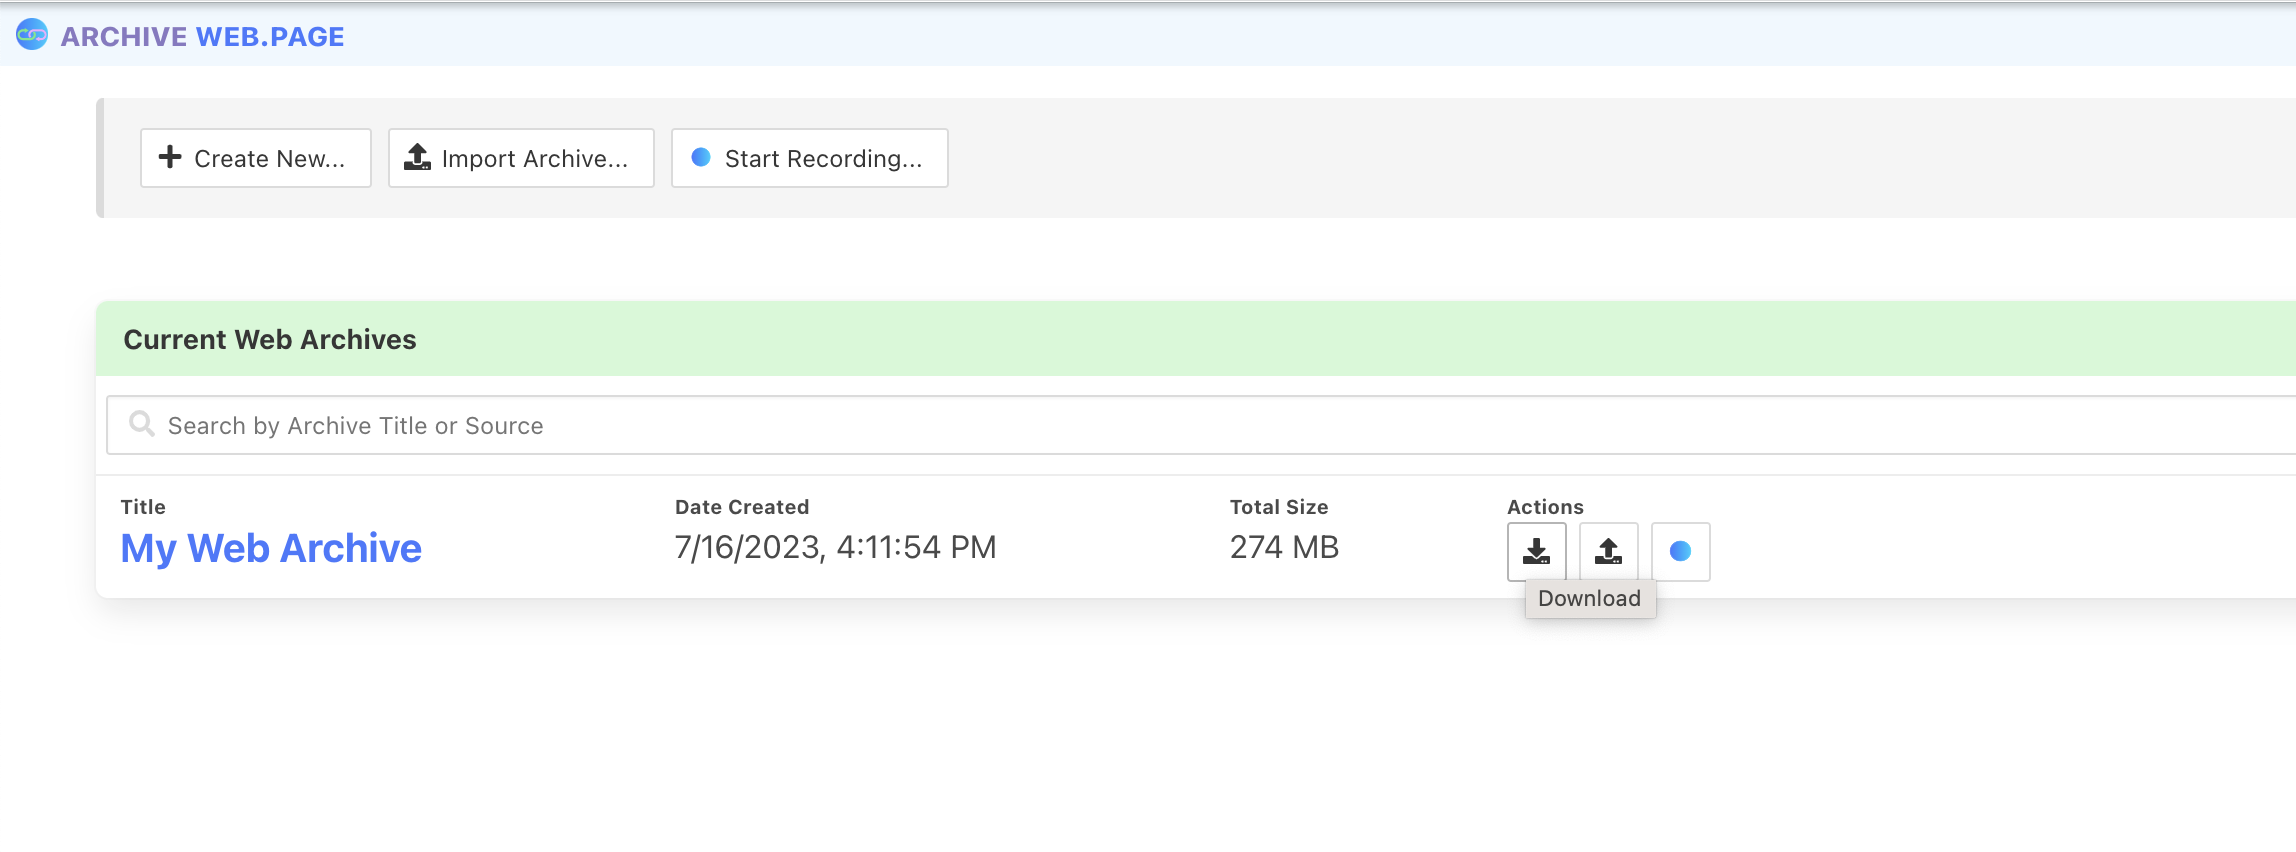 ARCHIVE WEB.PAGE
Create New...
Import Archive...
Start Recording...
Current Web Archives
Search by Archive Title or Source
Title
Date Created
Total Size
Actions
My Web Archive
7/16/2023, 4:11:54 PM
274 MB
Download